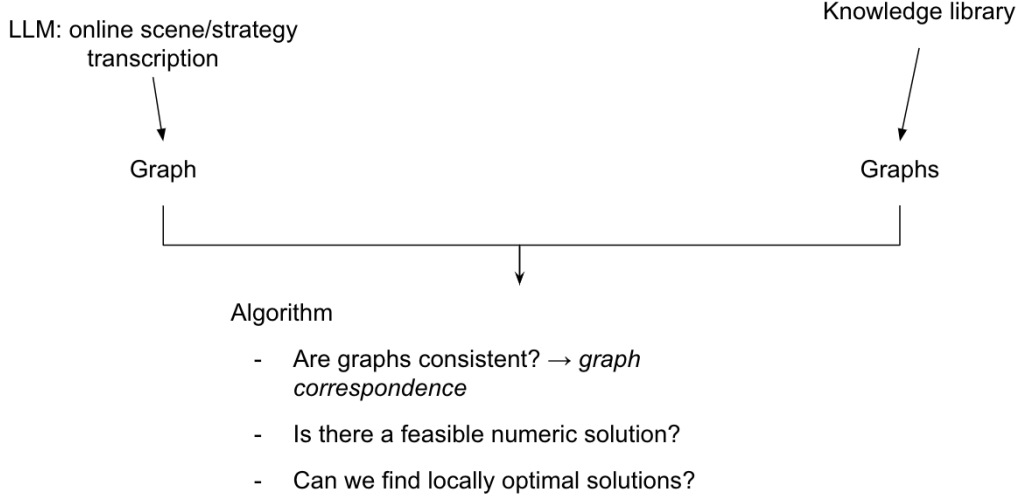 LLM: online scene/strategy
transcription
Knowledge library
Graph
Graphs
Algorithm
- Are graphs consistent? → graph
correspondence
- Is there a feasible numeric solution?
- Can we find locally optimal solutions?